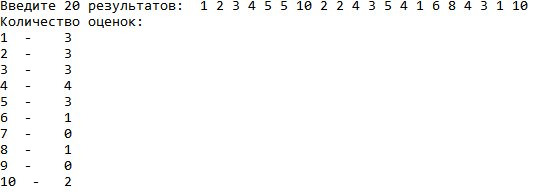 Введите 20 результатов:  1 2 3 4 5 5 10 2 2 4 3 5 4 1 6 8 4 3 1 10
Количество оценок:
1  -    3
2  -    3
3  -    3
4  -    4
5  -    3
6  -    1
7  -    0
8  -    1
9  -    0
10  -   2